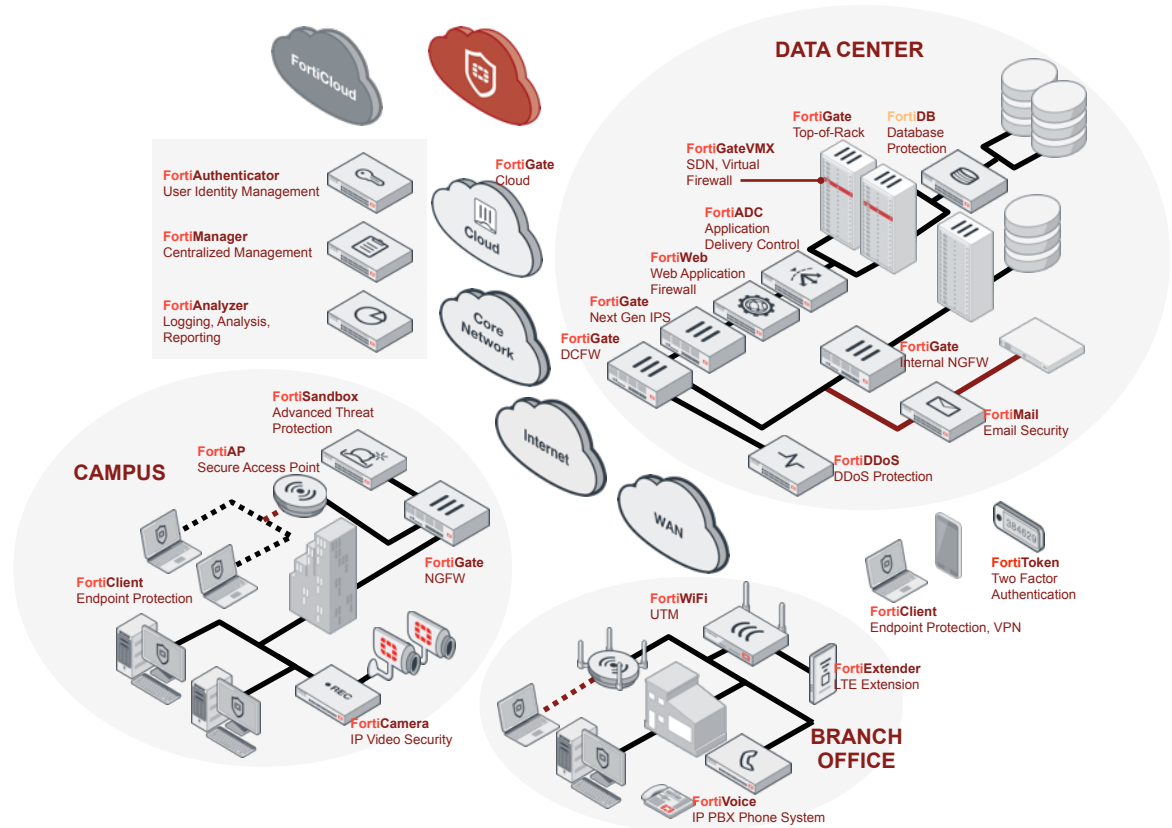 FortiCloud
DATA CENTER
FortiGate
Top-of-Rack
FortiDB
Database
Protection
FortiGateVMX
SDN, Virtual
Firewall
FortiADC
Application
Delivery Control
FortiWeb
Web Application
Firewall
FortiGate
Next Gen IPS
FortiGate
DCFW
FortiGate
Internal NGFW
FortiMail
Email Security
FortiDDoS
DDoS Protection
FortiAuthenticator
User Identity Management
FortiManager
Centralized Management
FortiAnalyzer
Logging, Analysis,
Reporting
FortiGate
Cloud
Cloud
Core
Network
Internet
WAN
CAMPUS
FortiSandbox
Advanced Threat
Protection
FortiAP
Secure Access Point
FortiGate
NGFW
FortiClient
Endpoint Protection
REC
FortiCamera
IP Video Security
384629
FortiToken
Two Factor
Authentication
FortiClient
Endpoint Protection, VPN
FortiWiFi
UTM
FortiExtender
LTE Extension
BRANCH
OFFICE
FortiVoice
IP PBX Phone System